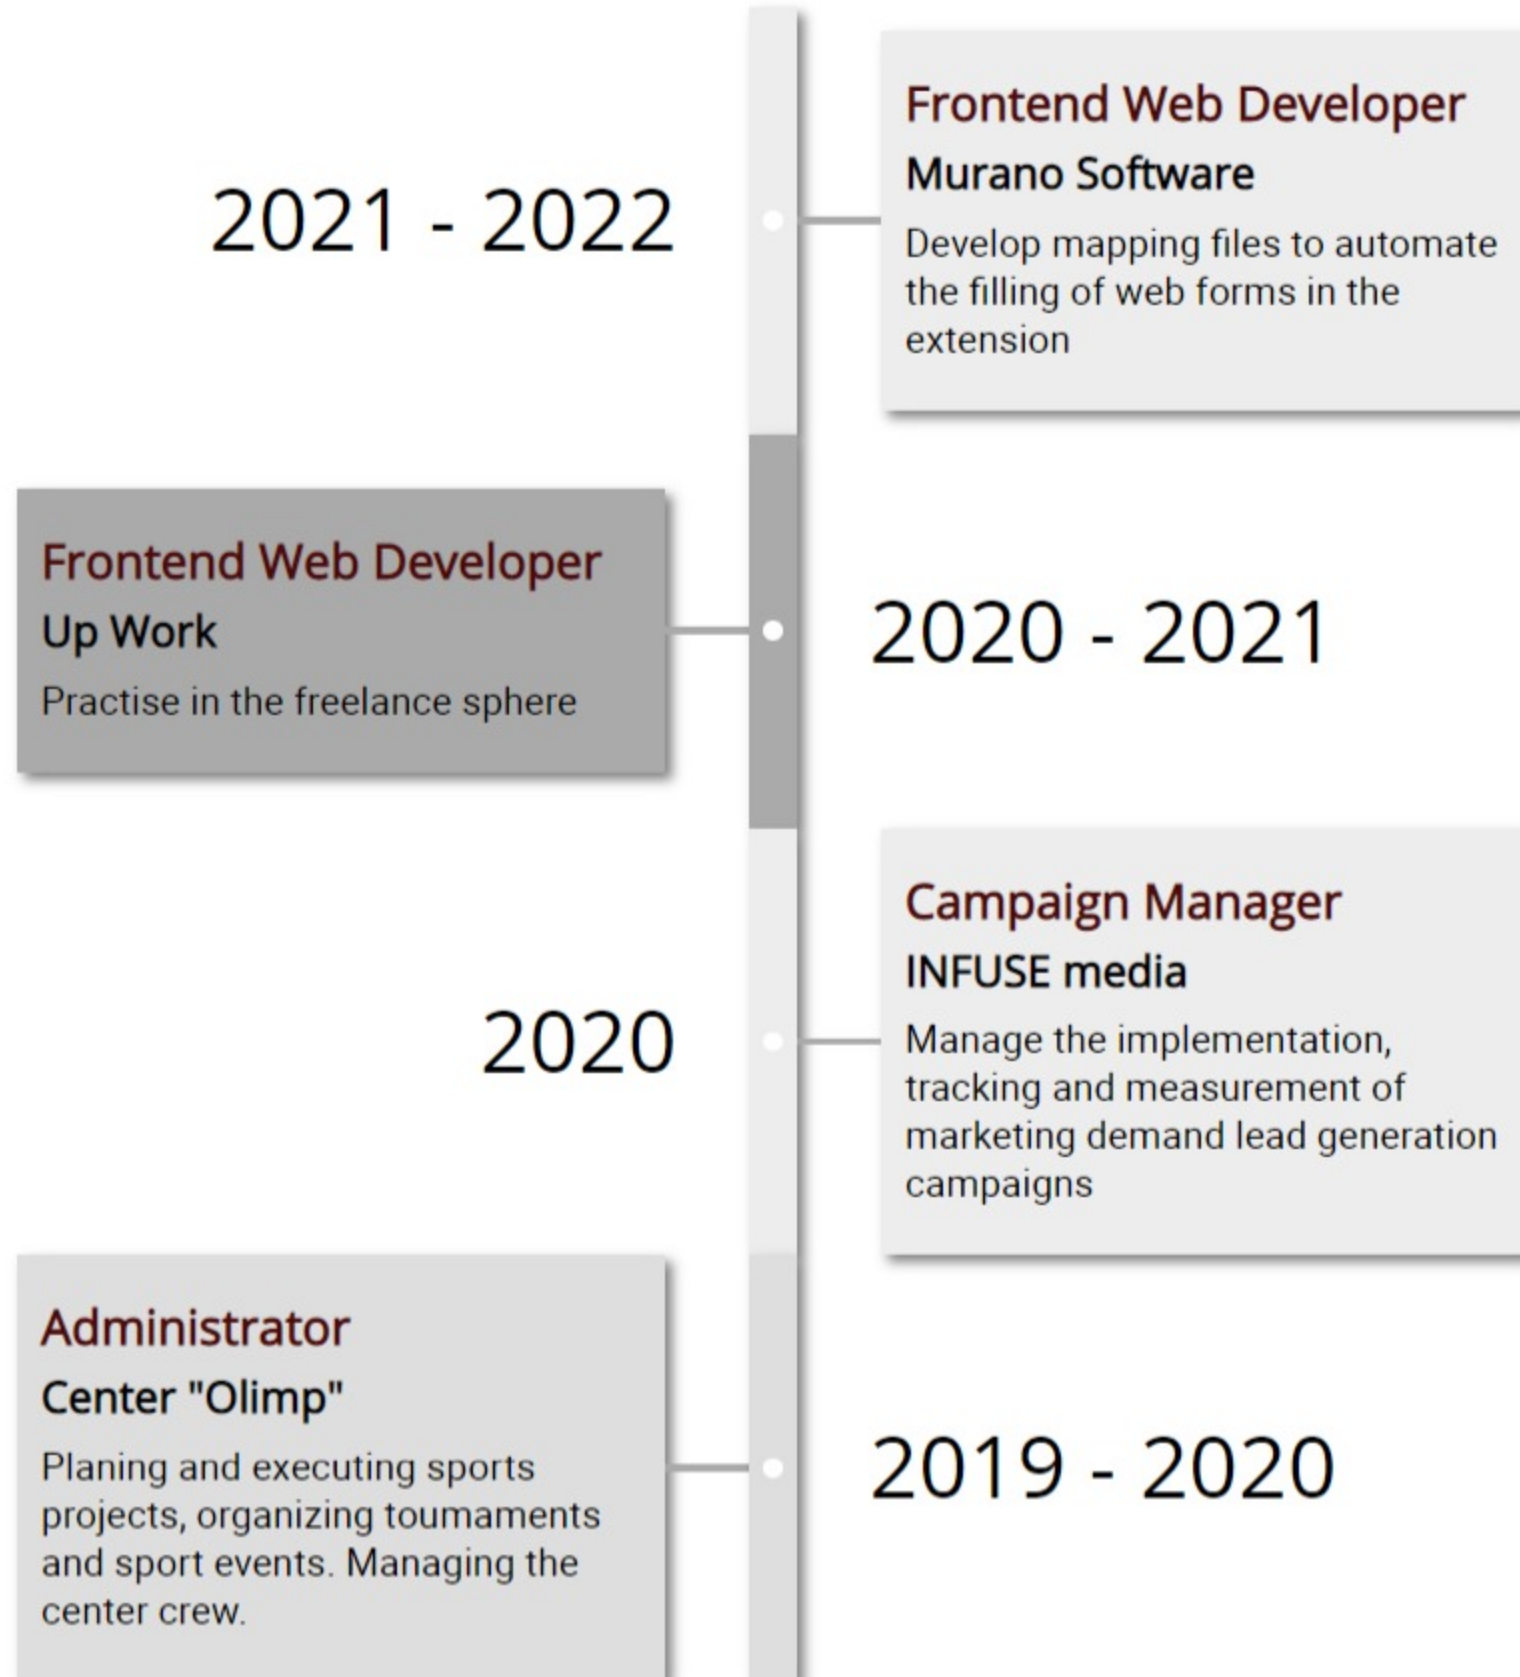 2021 - 2022
Frontend Web Developer
Murano Software
Develop mapping files to automate
the filling of web forms in the
extension
Frontend Web Developer
Up Work
Practise in the freelance sphere
2020 - 2021
2020
Campaign Manager
INFUSE media
Manage the implementation,
tracking and measurement of
marketing demand lead generation
campaigns
Administrator
Center "Olimp"
Planing and executing sports
projects, organizing toumaments
and sport events. Managing the
center crew.
2019 - 2020